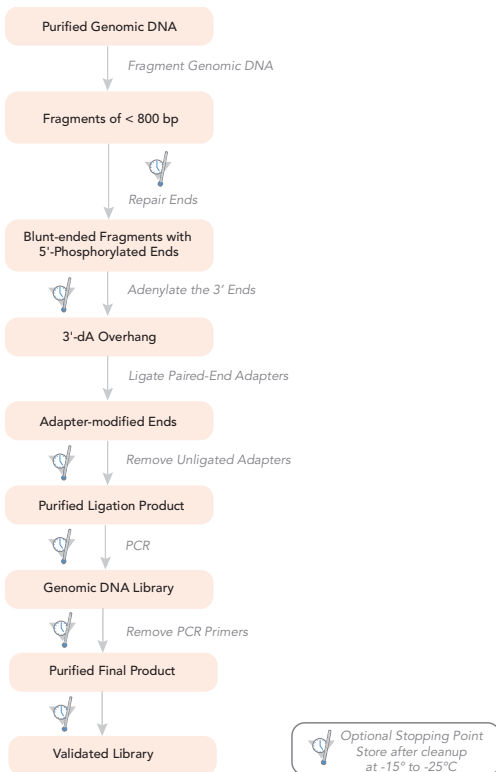 Purified Genomic DNA
Fragment Genomic DNA
Fragments of < 800 bp
Repair Ends
Blunt-ended Fragments with
5'-Phosphorylated Ends
Adenylate the 3’ Ends
3'-dA Overhang
Ligate Paired-End Adapters
Adapter-modified Ends
Remove Unligated Adapters
Purified Ligation Product
PCR
Genomic DNA Library
Remove PCR Primers
Purified Final Product
Validated Library
Optional Stopping Point
Store after cleanup
at -15° to -25°C